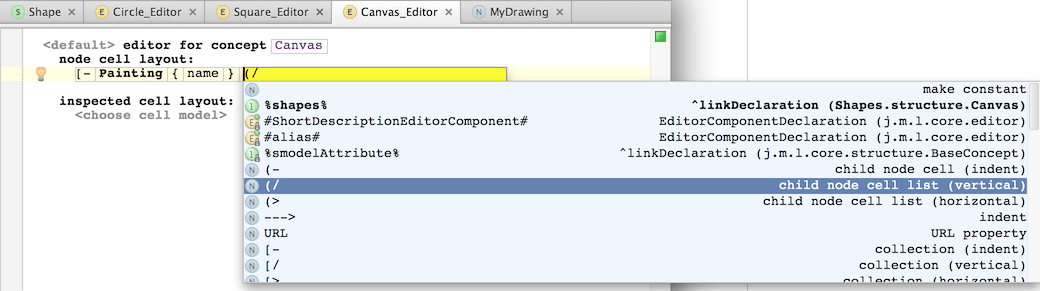 Shape Circle_Editor Square_Editor Canvas_Editor MyDrawing
<default> editor for concept Canvas
node cell layout:
[- Painting { name } (/
make constant
inspected cell layout:
<choose cell model>
%shapes% ^linkDeclaration (Shapes.structure.Canvas)
#ShortDescriptionEditorComponent# EditorComponentDeclaration (j.m.l.core.editor)
#alias# EditorComponentDeclaration (j.m.l.core.editor)
%smodelAttribute% ^linkDeclaration (j.m.l.core.structure.BaseConcept)
(- child node cell (indent)
(/ child node cell list (vertical)
(> child node cell list (horizontal)
---> indent
URL URL property
[- collection (indent)
[/ collection (vertical)
[> collection (horizontal)